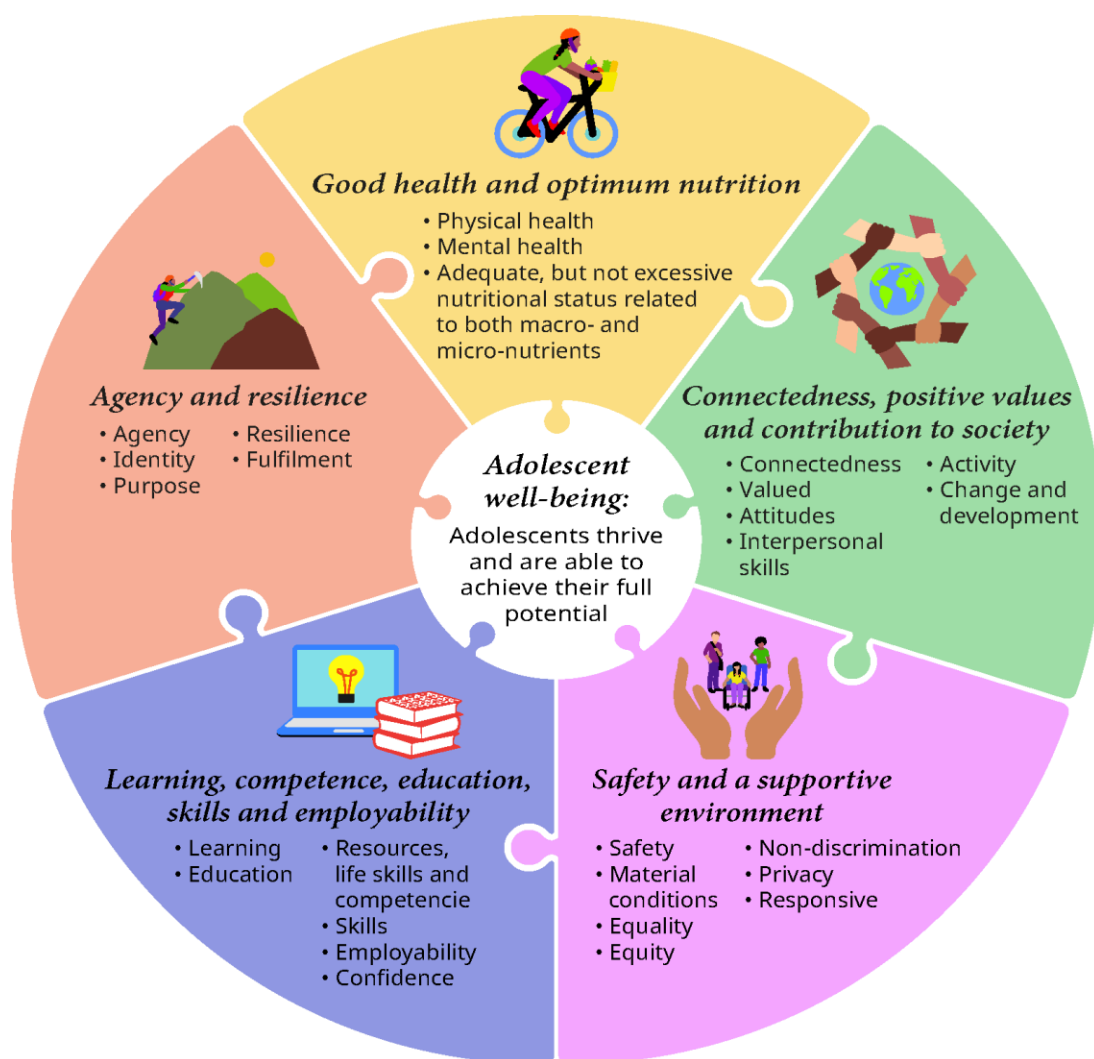 Good health and optimum nutrition
• Physical health
• Mental health
• Adequate, but not excessive
nutritional status related
to both macro- and
micro-nutrients
Connectedness, positive values
and contribution to society
• Connectedness
• Valued
• Attitudes
• Interpersonal
skills
• Activity
• Change and
development
Safety and a supportive
environment
• Safety
• Material
conditions
• Equality
• Equity
• Non-discrimination
• Privacy
• Responsive
Learning, competence, education,
skills and employability
• Learning
• Education
• Resources,
life skills and
competencie
• Skills
• Employability
• Confidence
Agency and resilience
• Agency
• Identity
• Purpose
• Resilience
• Fulfilment
Adolescent
well-being:
Adolescents thrive
and are able to
achieve their full
potential